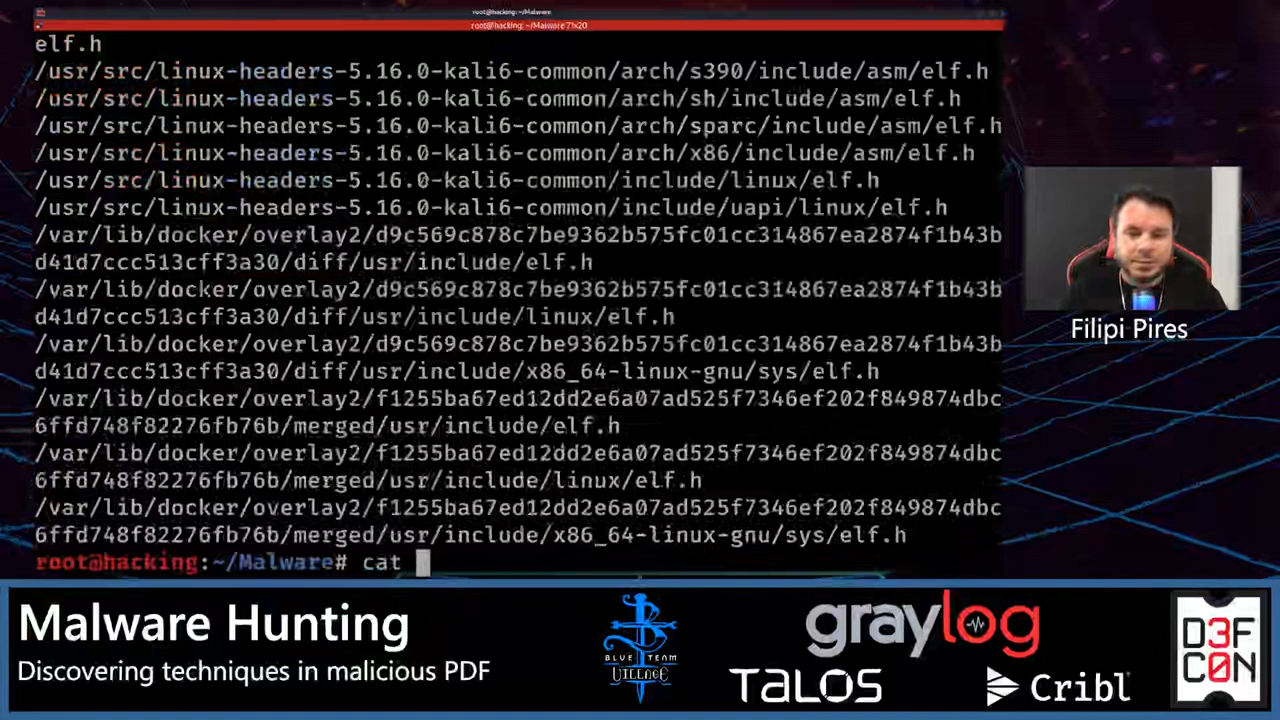 root@hacking: ~/Malware
root@hacking: ~/Malware 71x20
elf.h
/usr/src/linux-headers-5.16.0-kali6-common/arch/s390/include/asm/elf.h
/usr/src/linux-headers-5.16.0-kali6-common/arch/sh/include/asm/elf.h
/usr/src/linux-headers-5.16.0-kali6-common/arch/sparc/include/asm/elf.h
/usr/src/linux-headers-5.16.0-kali6-common/arch/x86/include/asm/elf.h
/usr/src/linux-headers-5.16.0-kali6-common/include/linux/elf.h
/usr/src/linux-headers-5.16.0-kali6-common/include/uapi/linux/elf.h
/var/lib/docker/overlay2/d9c569c878c7be9362b575fc01cc314867ea2874f1b43b
d41d7ccc513cff3a30/diff/usr/include/elf.h
/var/lib/docker/overlay2/d9c569c878c7be9362b575fc01cc314867ea2874f1b43b
d41d7ccc513cff3a30/diff/usr/include/linux/elf.h
/var/lib/docker/overlay2/d9c569c878c7be9362b575fc01cc314867ea2874f1b43b
d41d7ccc513cff3a30/diff/usr/include/x86_64-linux-gnu/sys/elf.h
/var/lib/docker/overlay2/f1255ba67ed12dd2e6a07ad525f7346ef202f849874dbc
6ffd748f82276fb76b/merged/usr/include/elf.h
/var/lib/docker/overlay2/f1255ba67ed12dd2e6a07ad525f7346ef202f849874dbc
6ffd748f82276fb76b/merged/usr/include/linux/elf.h
/var/lib/docker/overlay2/f1255ba67ed12dd2e6a07ad525f7346ef202f849874dbc
6ffd748f82276fb76b/merged/usr/include/x86_64-linux-gnu/sys/elf.h
root@hacking:~/Malware# cat
Filipi Pires
Malware Hunting
Discovering techniques in malicious PDF
BLUE TEAM
VILLAGE
graylog
TALOS
Cribl
D3F
C0N